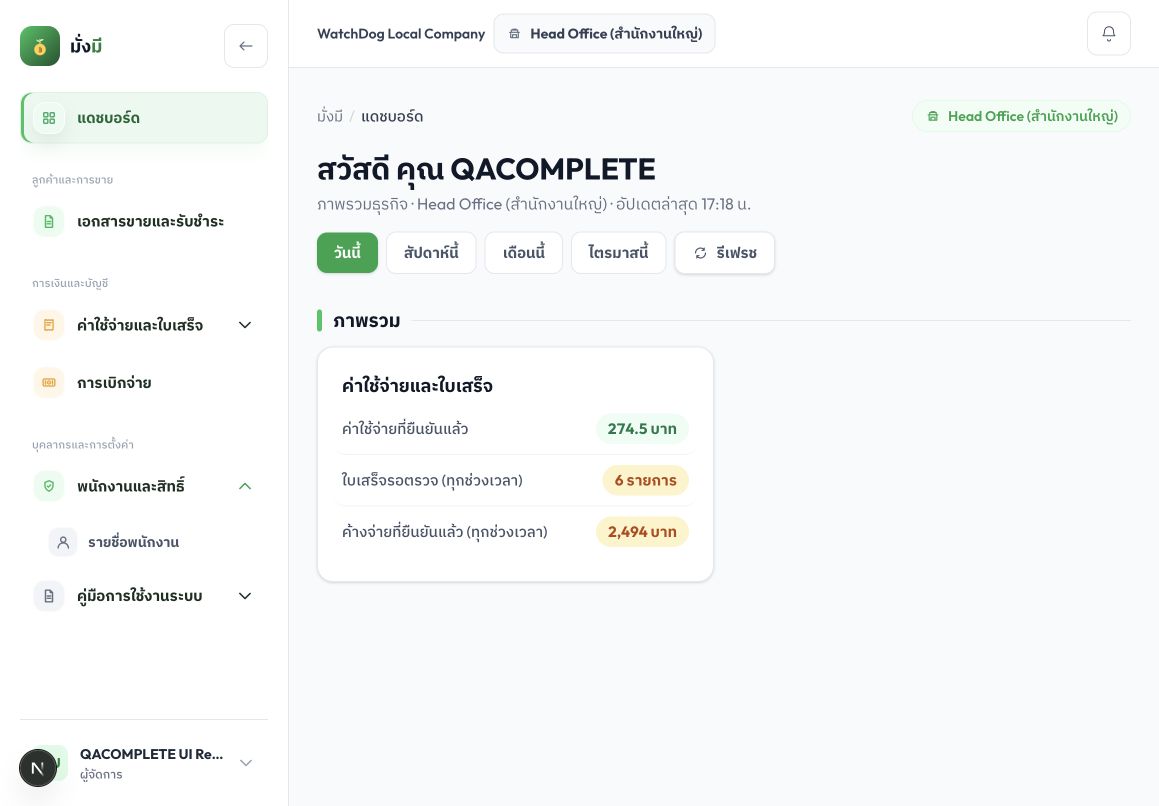 มั่งมี
แดชบอร์ด
ลูกค้าและการขาย
เอกสารขายและรับชำระ
การเงินและบัญชี
ค่าใช้จ่ายและใบเสร็จ
การเบิกจ่าย
บุคลากรและการตั้งค่า
พนักงานและสิทธิ์
รายชื่อพนักงาน
คู่มือการใช้งานระบบ
N
QACOMPLETE UI Re...
ผู้จัดการ
WatchDog Local Company
Head Office (สำนักงานใหญ่)
มั่งมี / แดชบอร์ด
Head Office (สำนักงานใหญ่)
สวัสดี คุณ QACOMPLETE
ภาพรวมธุรกิจ · Head Office (สำนักงานใหญ่) · อัปเดตล่าสุด 17:18 น.
วันนี้ สัปดาห์นี้ เดือนนี้ ไตรมาสนี้ รีเฟรช
ภาพรวม
ค่าใช้จ่ายและใบเสร็จ
ค่าใช้จ่ายที่ยืนยันแล้ว 274.5 บาท
ใบเสร็จรอตรวจ (ทุกช่วงเวลา) 6 รายการ
ค้างจ่ายที่ยืนยันแล้ว (ทุกช่วงเวลา) 2,494 บาท